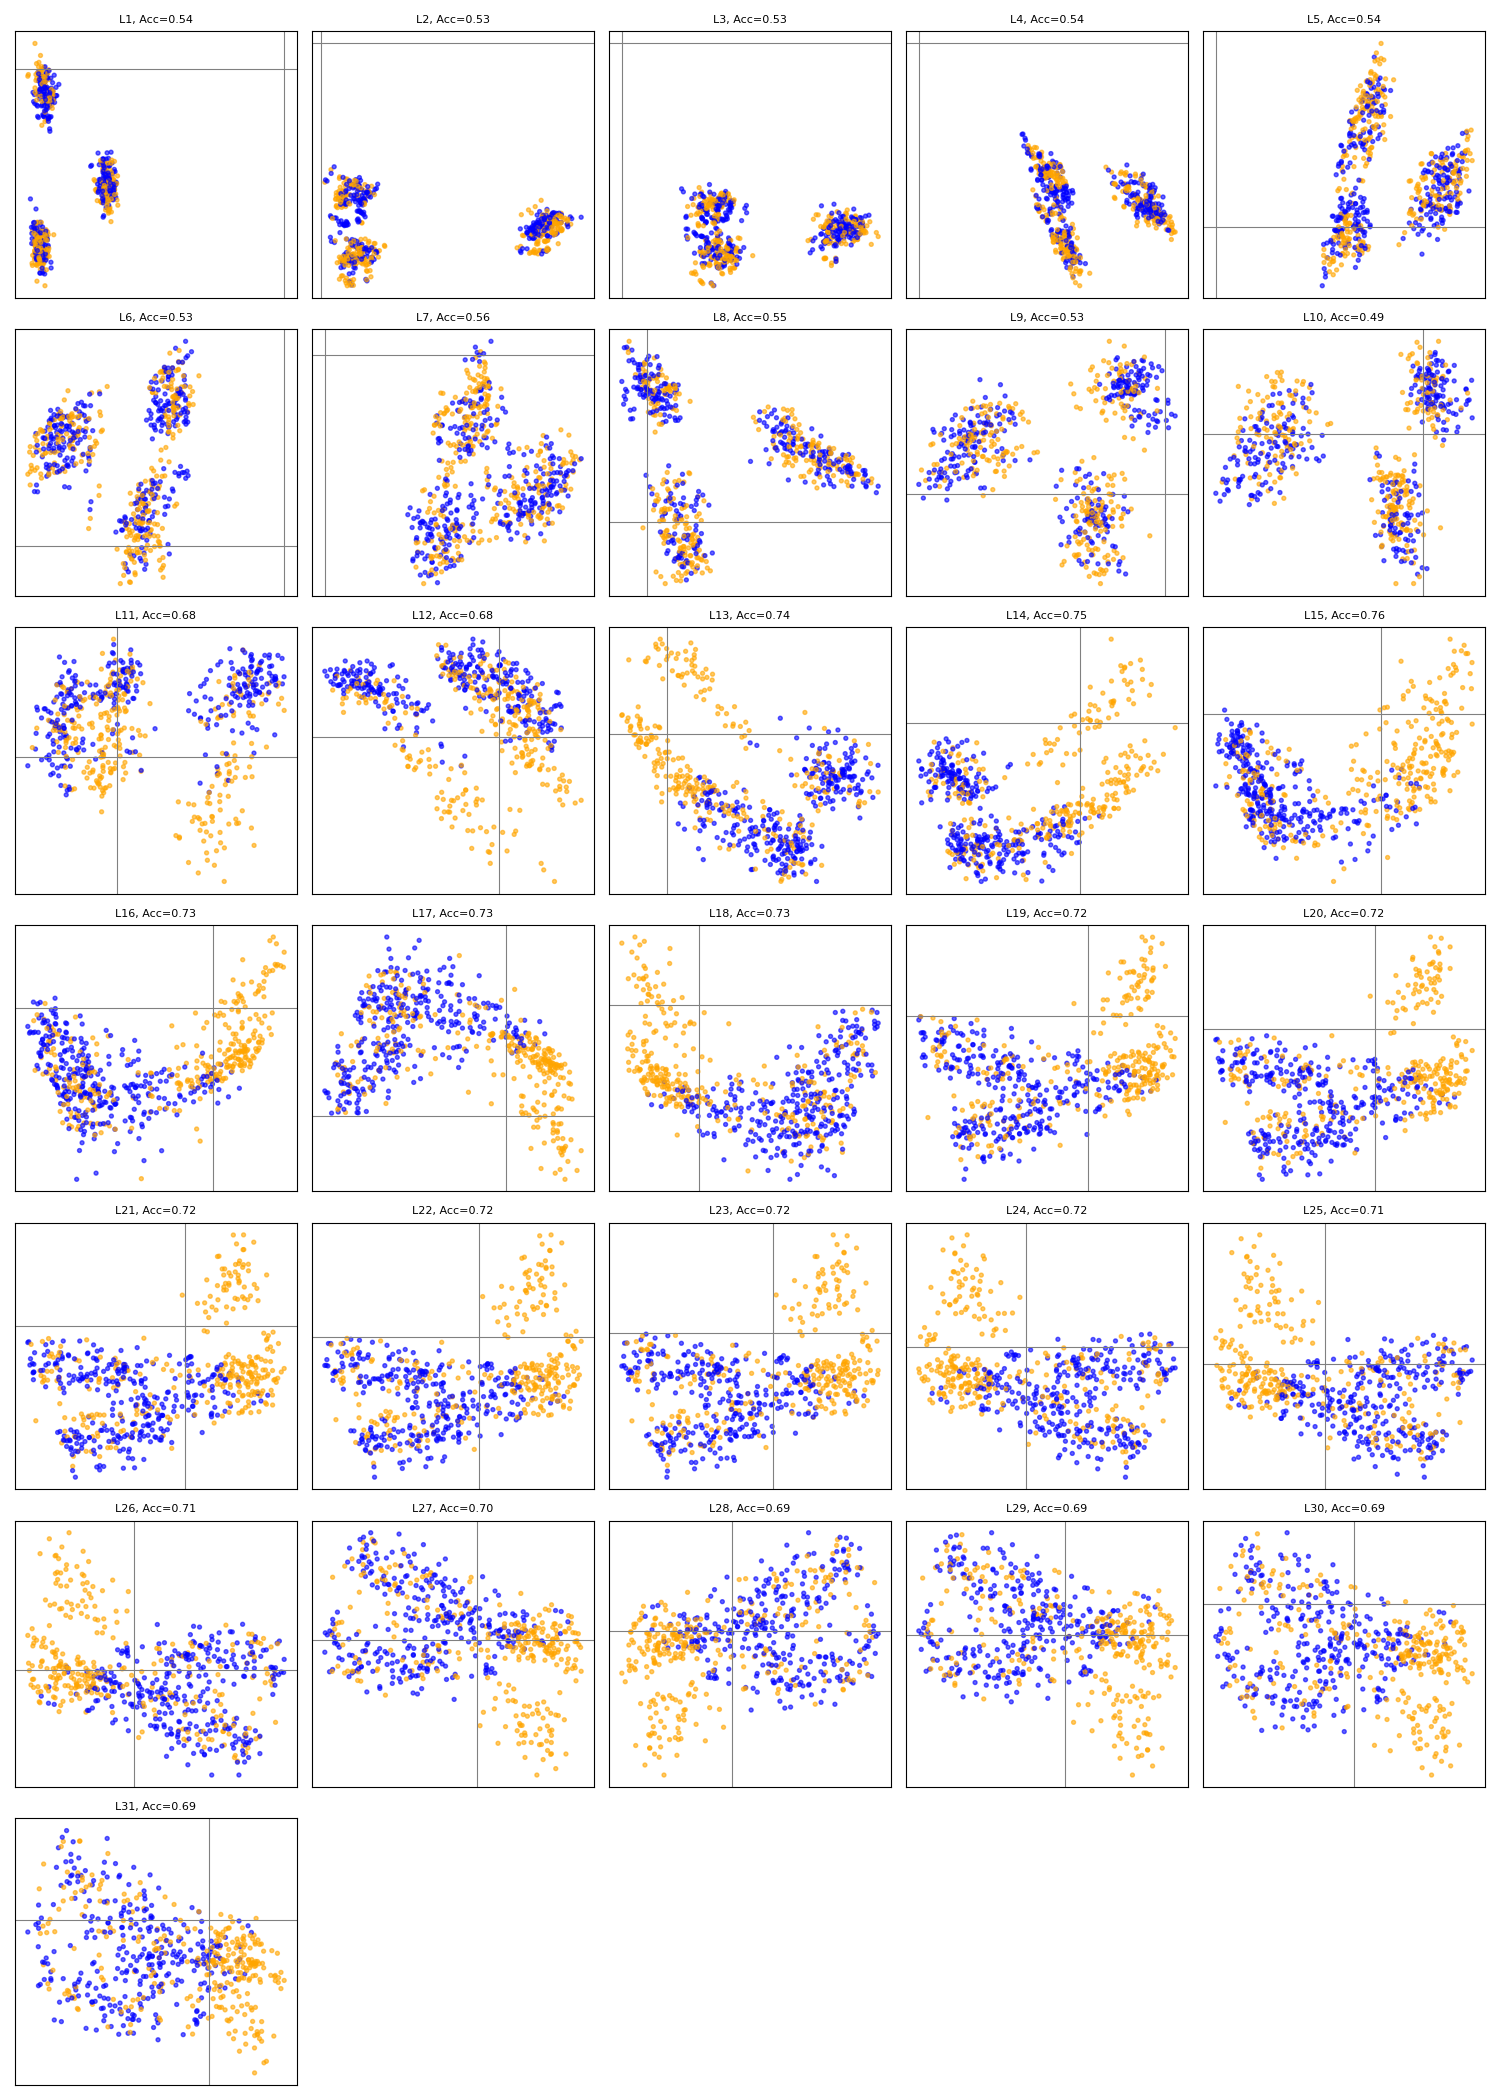 L1, Acc=0.54
L2, Acc=0.53
L3, Acc=0.53
L4, Acc=0.54
L5, Acc=0.54
L6, Acc=0.53
L7, Acc=0.56
L8, Acc=0.55
L9, Acc=0.53
L10, Acc=0.49
L11, Acc=0.68
L12, Acc=0.68
L13, Acc=0.74
L14, Acc=0.75
L15, Acc=0.76
L16, Acc=0.73
L17, Acc=0.73
L18, Acc=0.73
L19, Acc=0.72
L20, Acc=0.72
L21, Acc=0.72
L22, Acc=0.72
L23, Acc=0.72
L24, Acc=0.72
L25, Acc=0.71
L26, Acc=0.71
L27, Acc=0.70
L28, Acc=0.69
L29, Acc=0.69
L30, Acc=0.69
L31, Acc=0.69